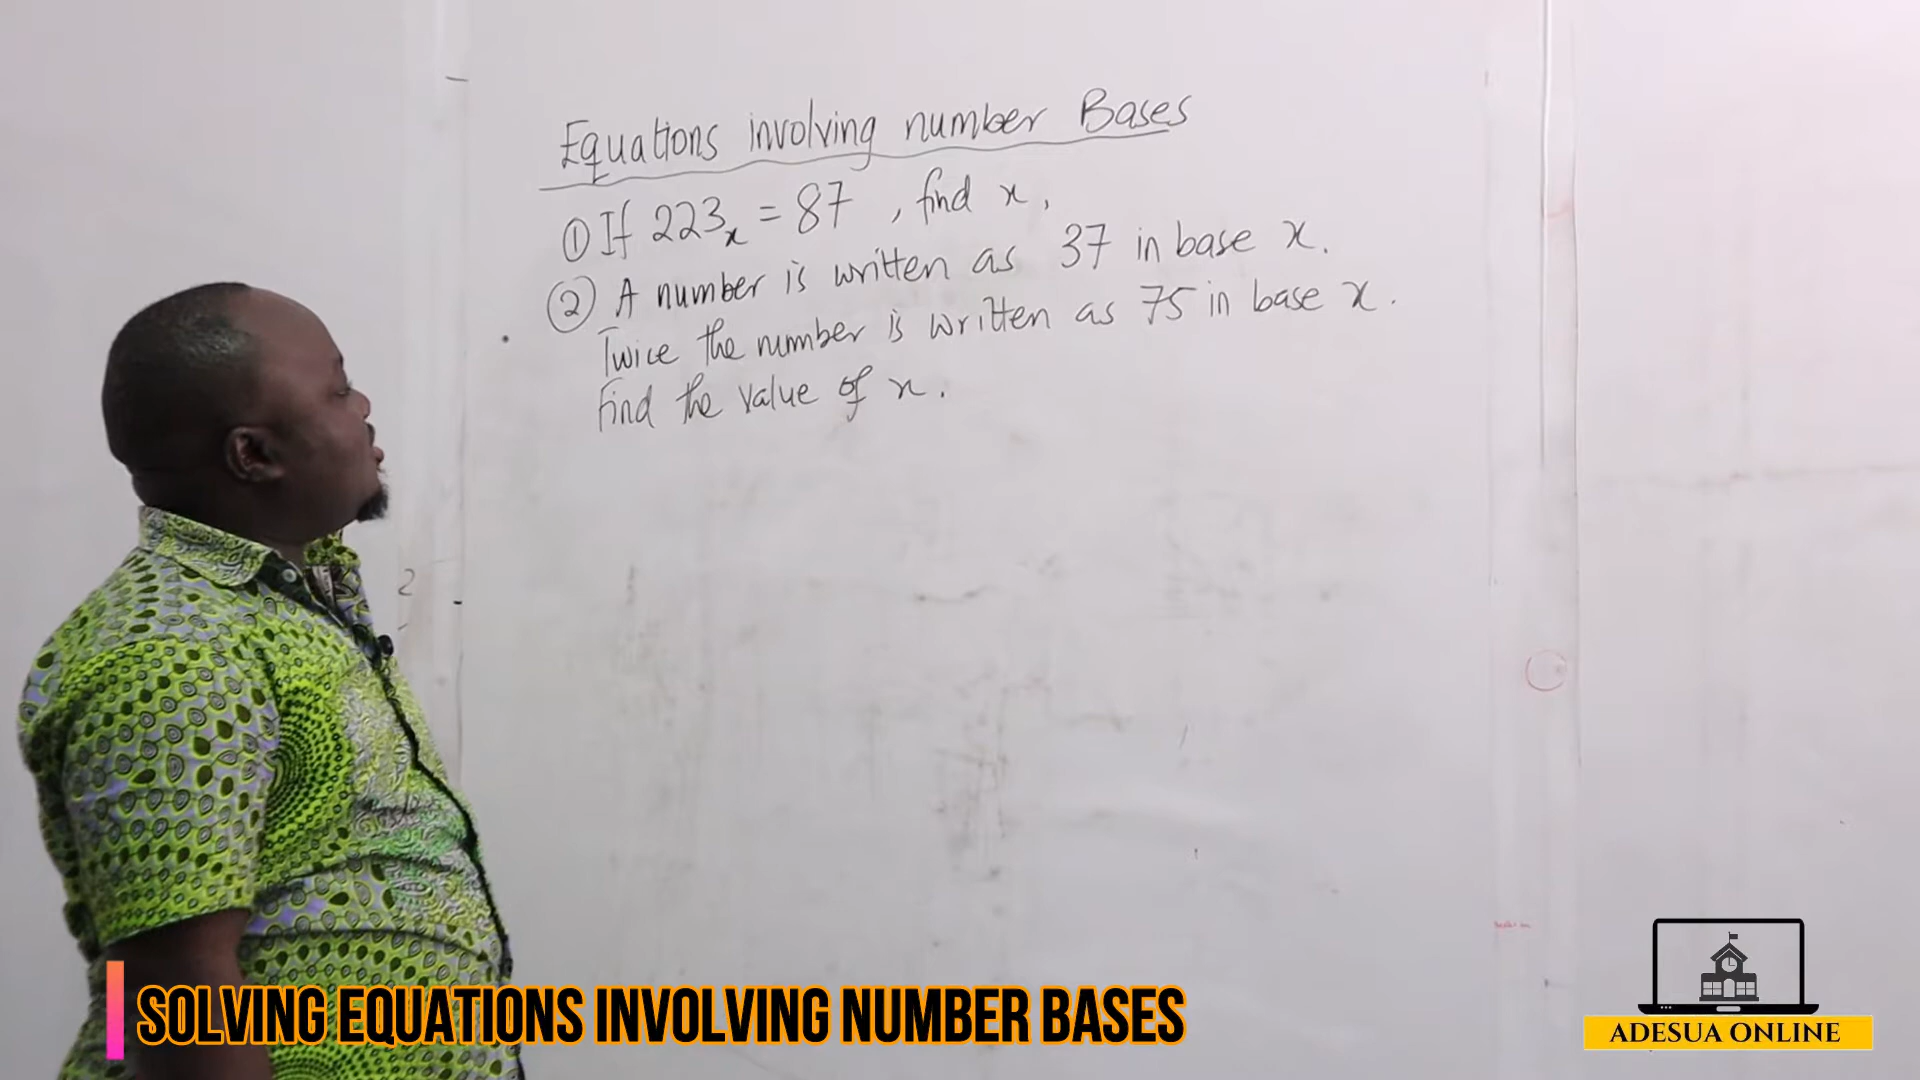 Equations involving number Bases
① If 223ₓ = 87 , find x,
② A number is written as 37 in base x.
Twice the number is written as 75 in base x.
Find the value of x.
2
SOLVING EQUATIONS INVOLVING NUMBER BASES
ADESUA ONLINE